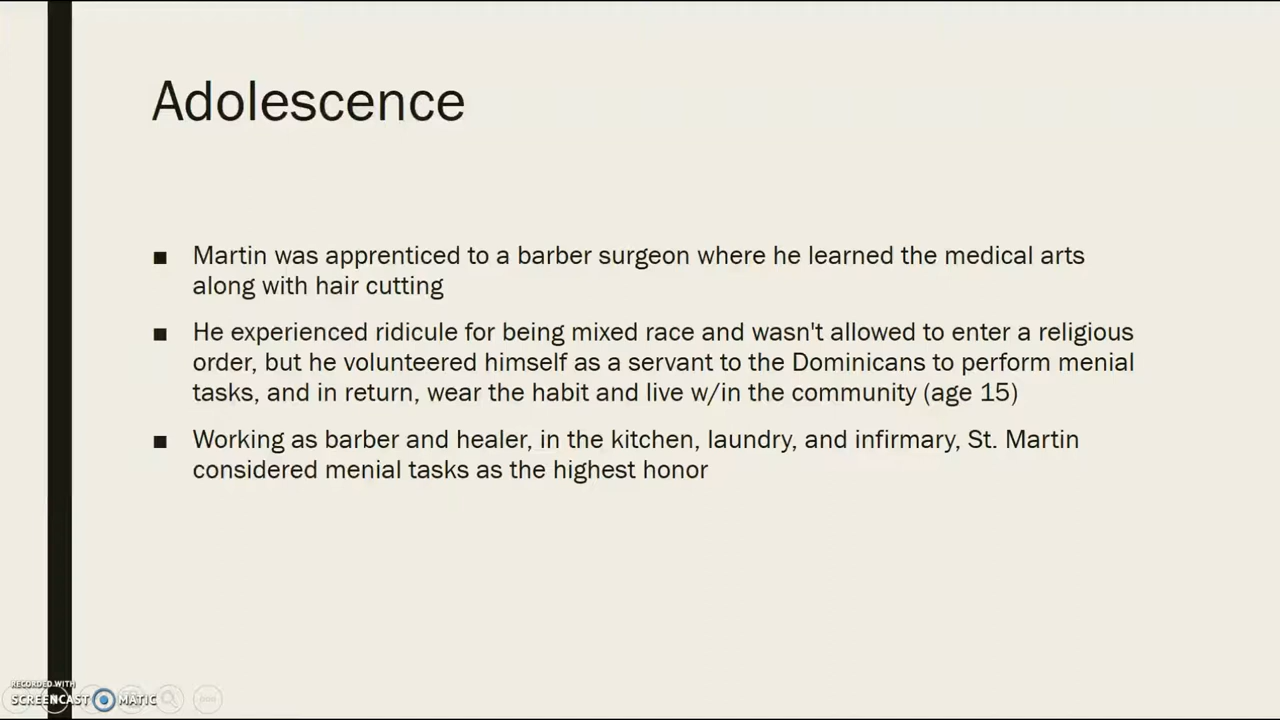 Adolescence
■ Martin was apprenticed to a barber surgeon where he learned the medical arts
along with hair cutting
■ He experienced ridicule for being mixed race and wasn't allowed to enter a religious
order, but he volunteered himself as a servant to the Dominicans to perform menial
tasks, and in return, wear the habit and live w/in the community (age 15)
■ Working as barber and healer, in the kitchen, laundry, and infirmary, St. Martin
considered menial tasks as the highest honor
RECORDED WITH
SCREENCAST MATIC